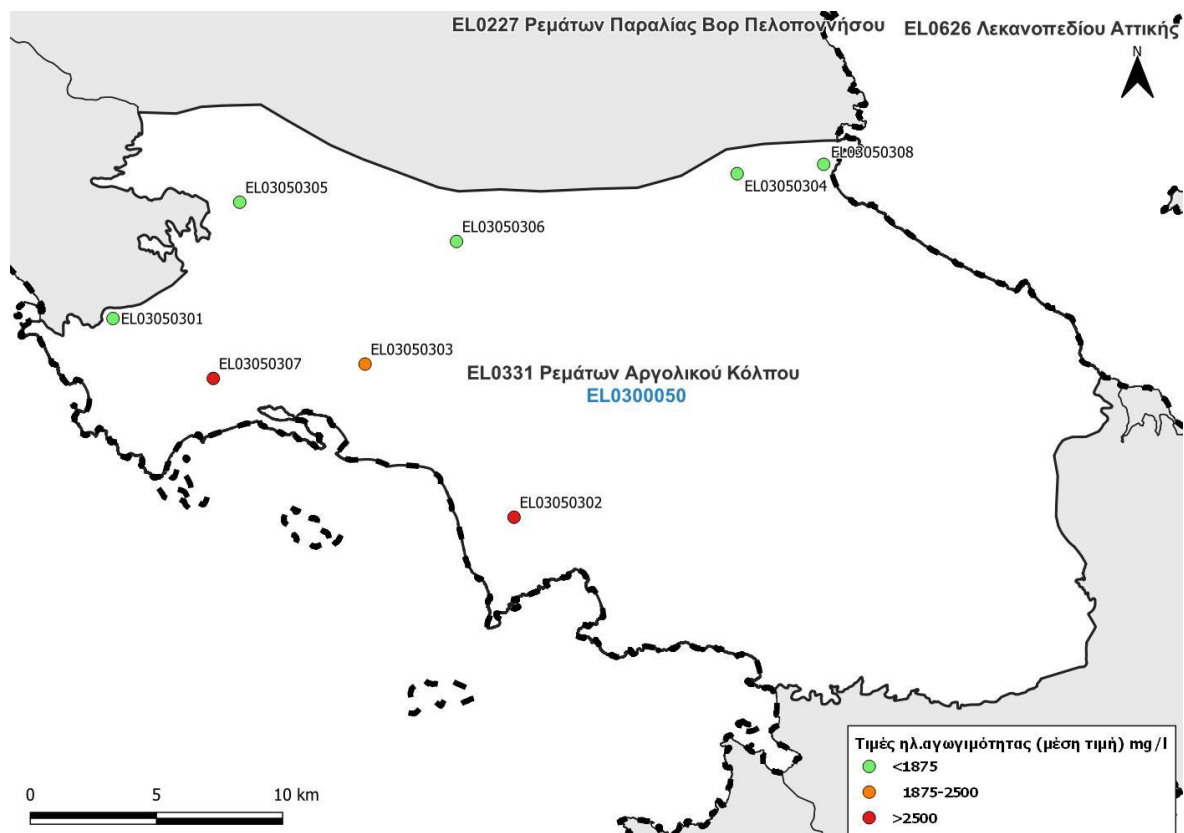 EL0227 Ρεμάτων Παραλίας Βορ Πελοποννήσου
EL0626 Λεκανοπεδίου Αττικής
N
EL03050308
EL03050304
EL03050305
EL03050306
EL03050301
EL03050303
EL03050307
EL0331 Ρεμάτων Αργολικού Κόλπου
EL0300050
EL03050302
Τιμές ηλ.αγωγιμότητας (μέση τιμή) mg/l
<1875
1875-2500
>2500
0 5 10 km